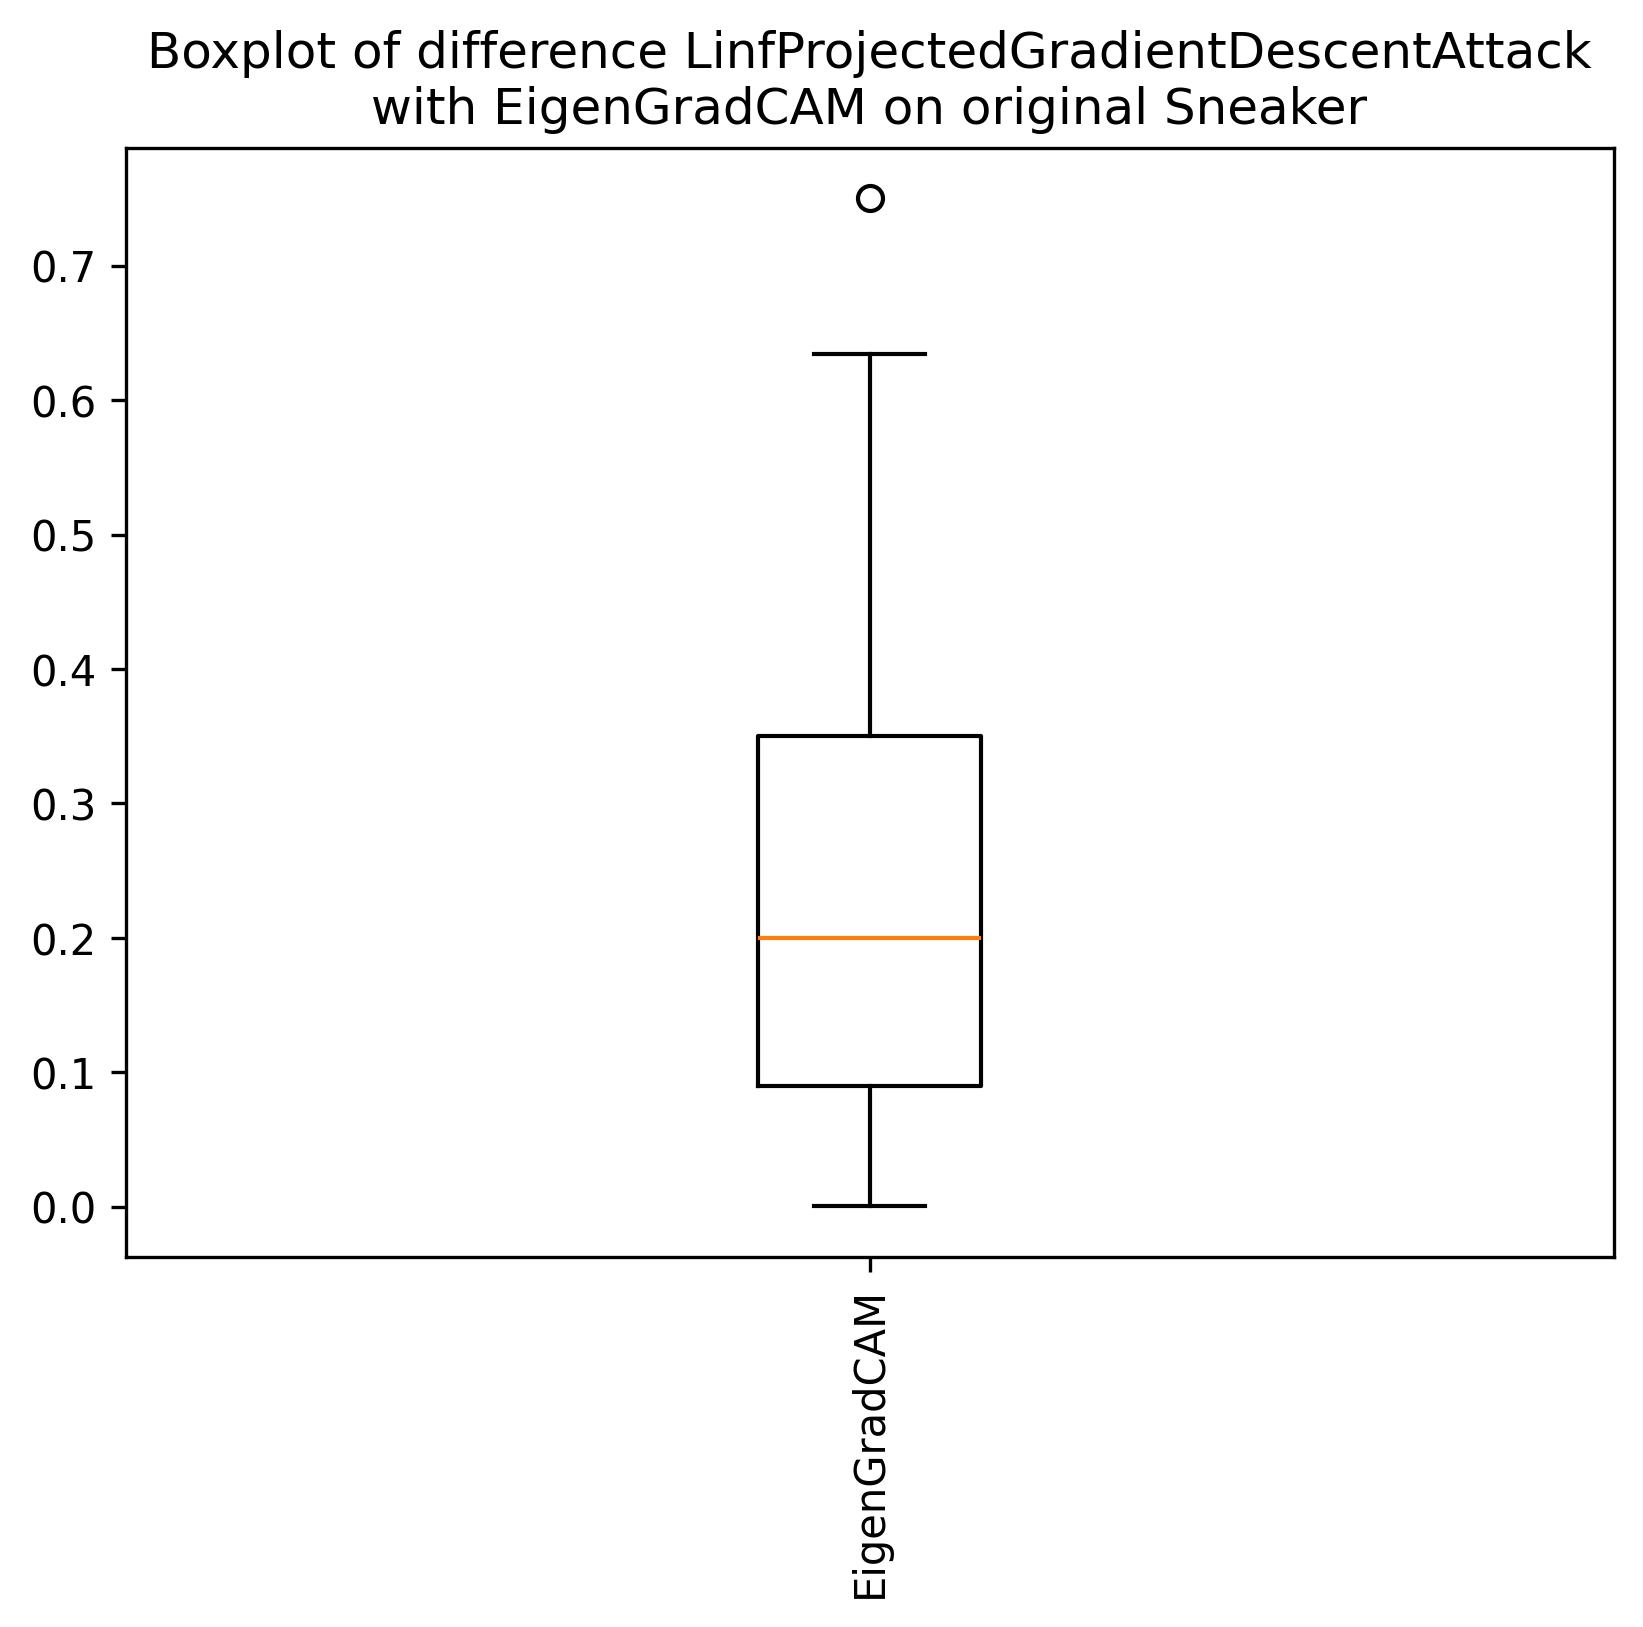 Boxplot of difference LinfProjectedGradientDescentAttack
with EigenGradCAM on original Sneaker
0.7
0.6
0.5
0.4
0.3
0.2
0.1
0.0
EigenGradCAM